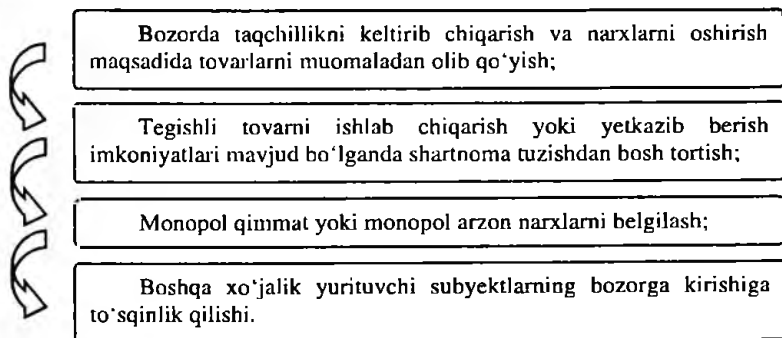 Bozorda taqchillikni keltirib chiqarish va narxlarni oshirish
maqsadida tovarlarni muomaladan olib qo‘yish;
Tegishli tovarni ishlab chiqarish yoki yetkazib berish
imkoniyatlari mavjud bo‘lganda shartnoma tuzishdan bosh tortish;
Monopol qimmat yoki monopol arzon narxlarni belgilash;
Boshqa xo‘jalik yurituvchi subyektlarning bozorga kirishiga
to‘sqinlik qilishi.